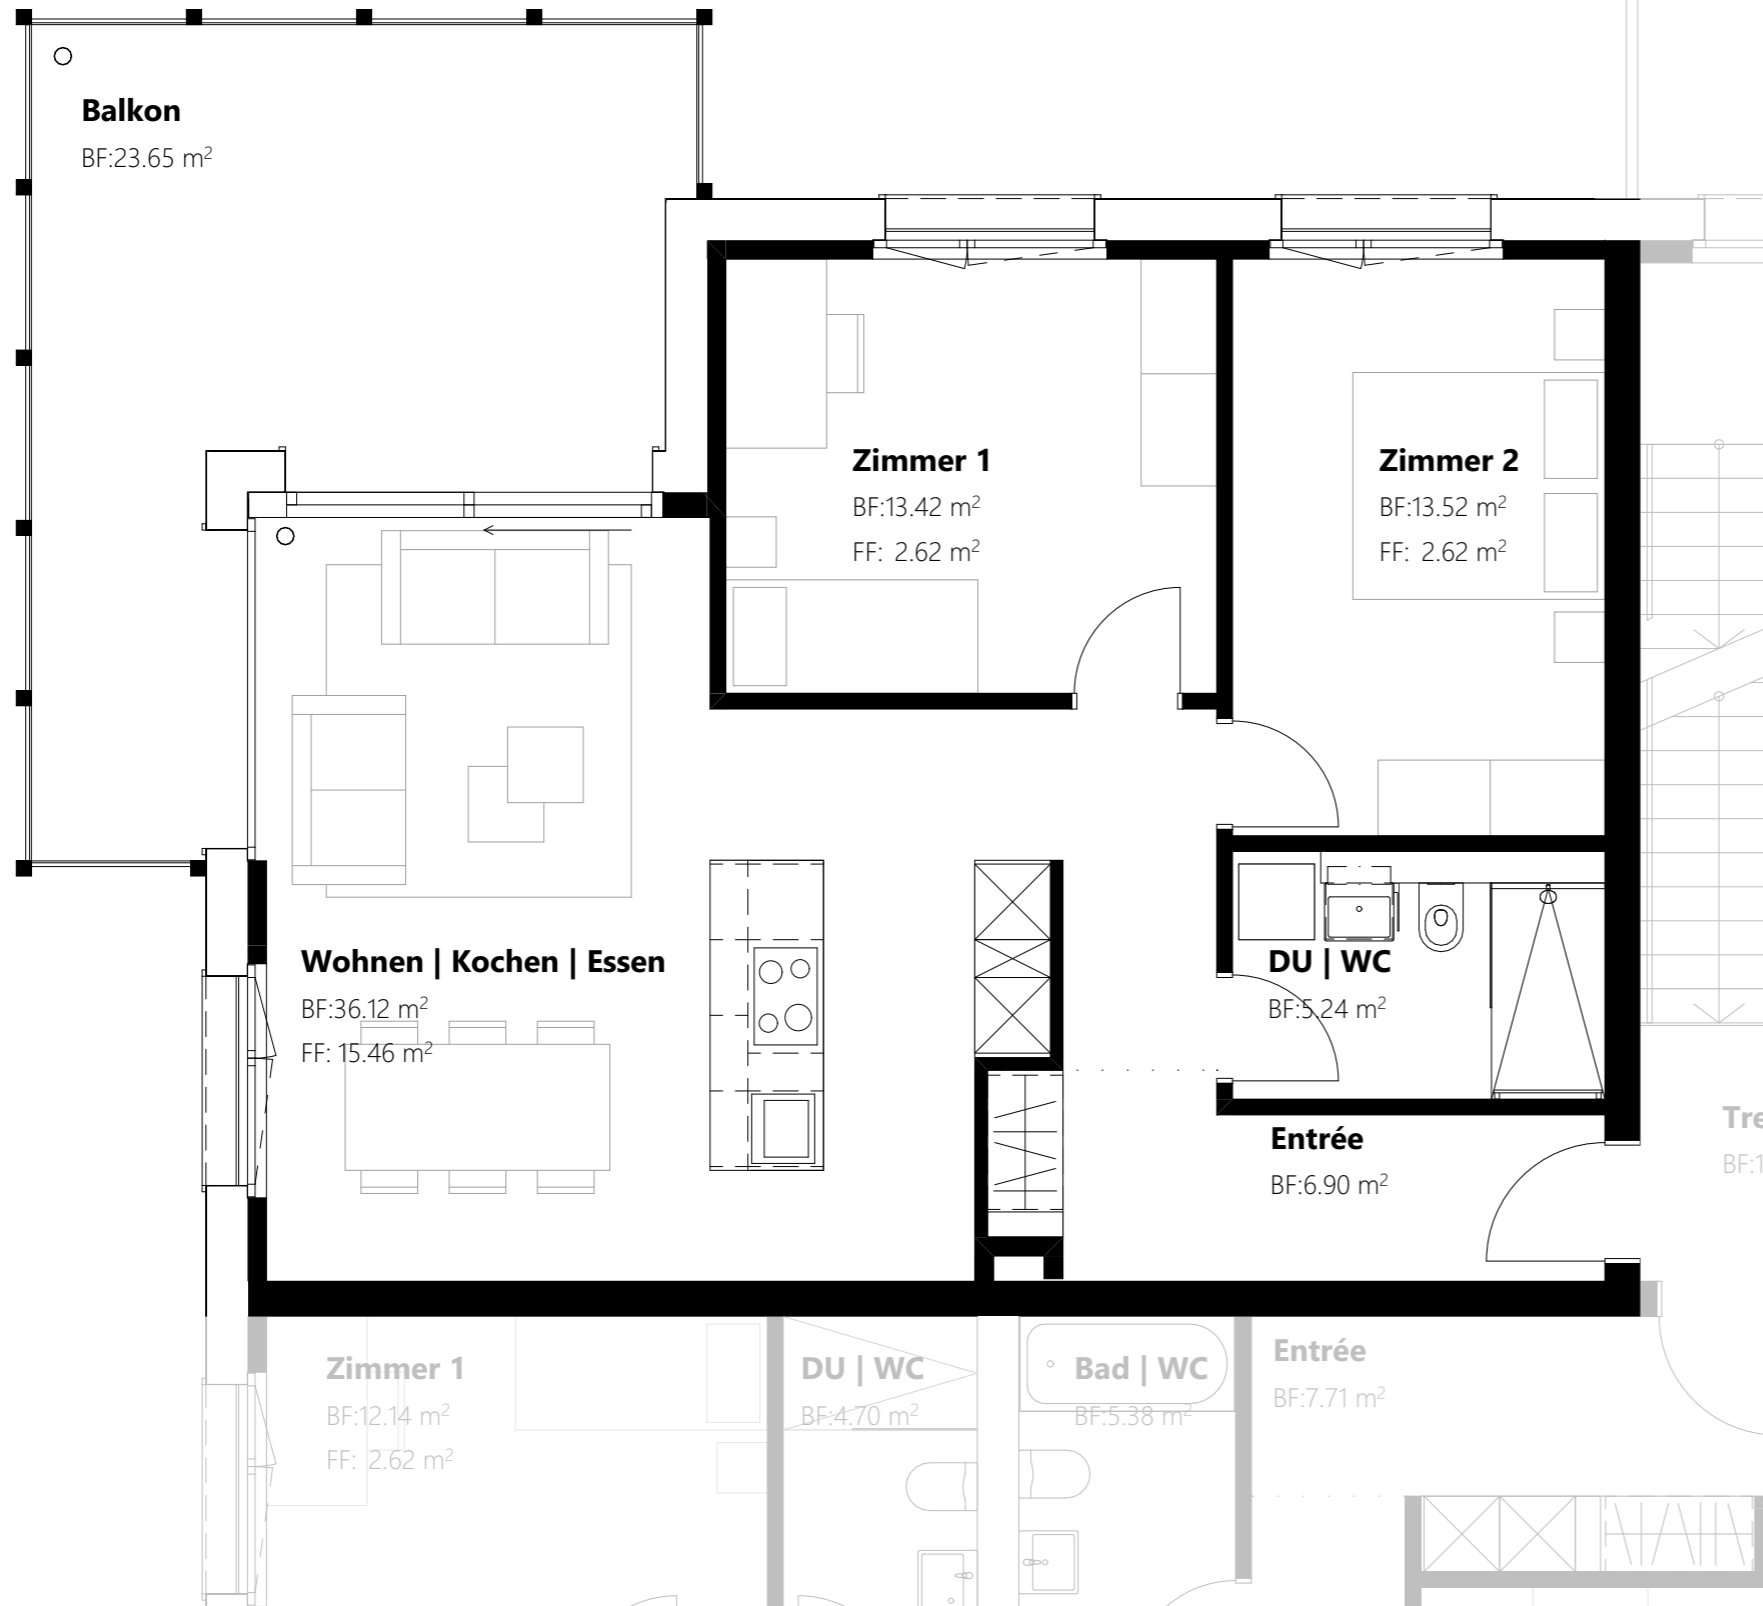 Balkon
BF:23.65 m²
Zimmer 1
BF:13.42 m²
FF: 2.62 m²
Zimmer 2
BF:13.52 m²
FF: 2.62 m²
Wohnen | Kochen | Essen
BF:36.12 m²
FF: 15.46 m²
DU | WC
BF:5.24 m²
Entrée
BF:6.90 m²
Tre
BF:1
Zimmer 1
BF:12.14 m²
FF: 2.62 m²
DU | WC
BF:4.70 m²
Bad | WC
BF:5.38 m²
Entrée
BF:7.71 m²